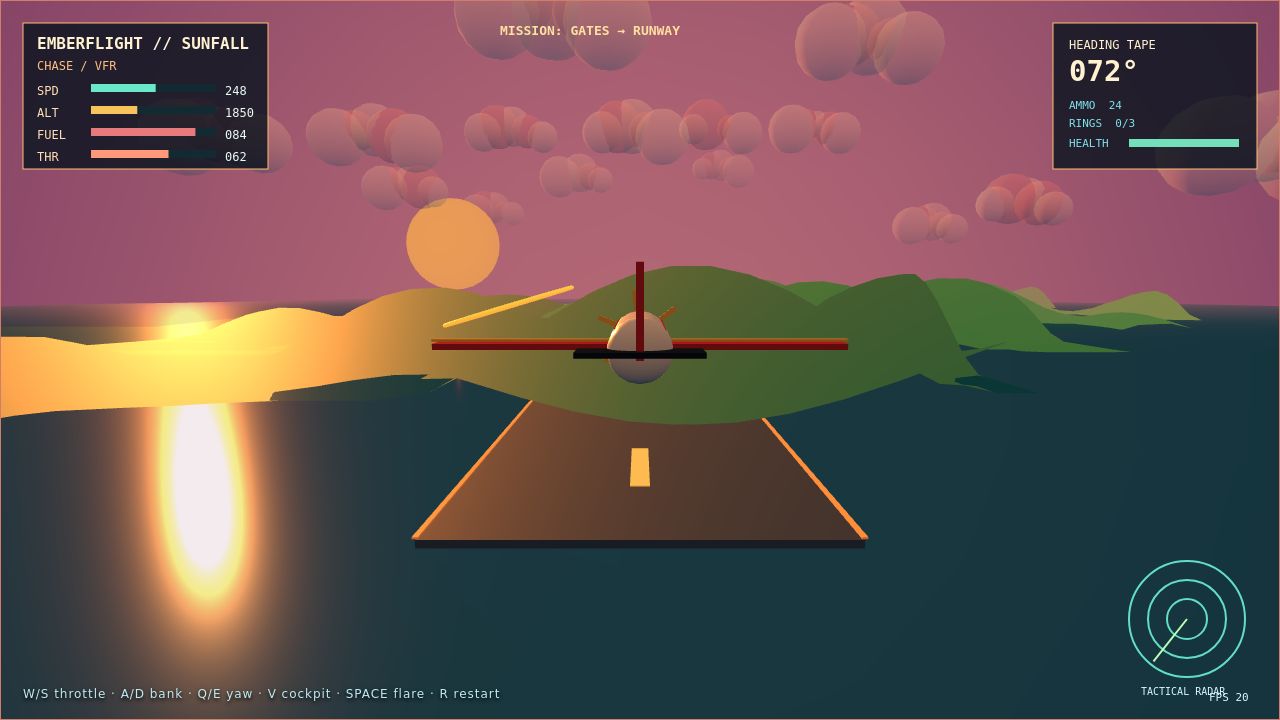 EMBERFLIGHT // SUNFALL
CHASE / VFR
SPD 248
ALT 1850
FUEL 084
THR 062
MISSION: GATES → RUNWAY
HEADING TAPE
072°
AMMO 24
RINGS 0/3
HEALTH
W/S throttle · A/D bank · Q/E yaw · V cockpit · SPACE flare · R restart
TACTICAL RADAR
FPS 20